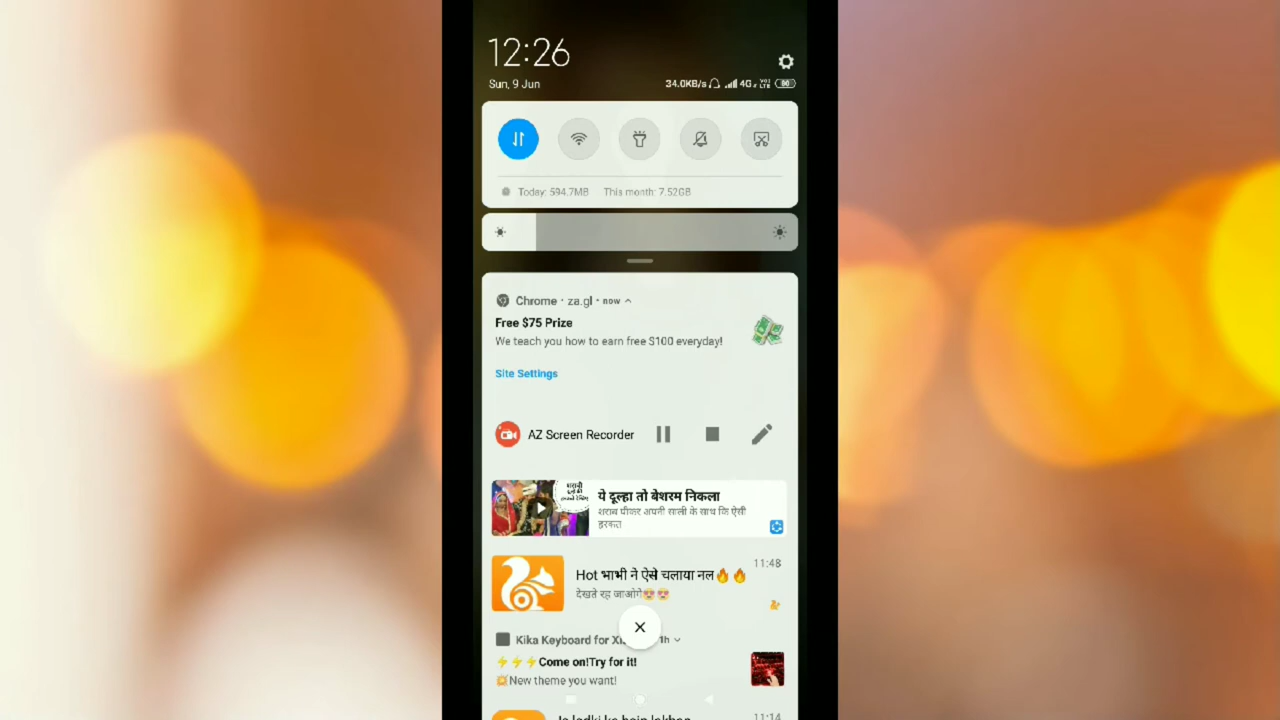 12:26
Sun, 9 Jun
34.0KB/s 4G
Today: 594.7MB This month: 7.52GB
Chrome · za.gl · now
Free $75 Prize
We teach you how to earn free $100 everyday!
Site Settings
AZ Screen Recorder
ये दूल्हा तो बेशरम निकला
शराब पीकर अपनी साली के साथ कि ऐसी
हरकत
11:48
Hot भाभी ने ऐसे चलाया नल🔥🔥
देखते रह जाओगे😍😍
Kika Keyboard for 1h
⚡⚡⚡Come on!Try for it!
💥New theme you want!
11:14